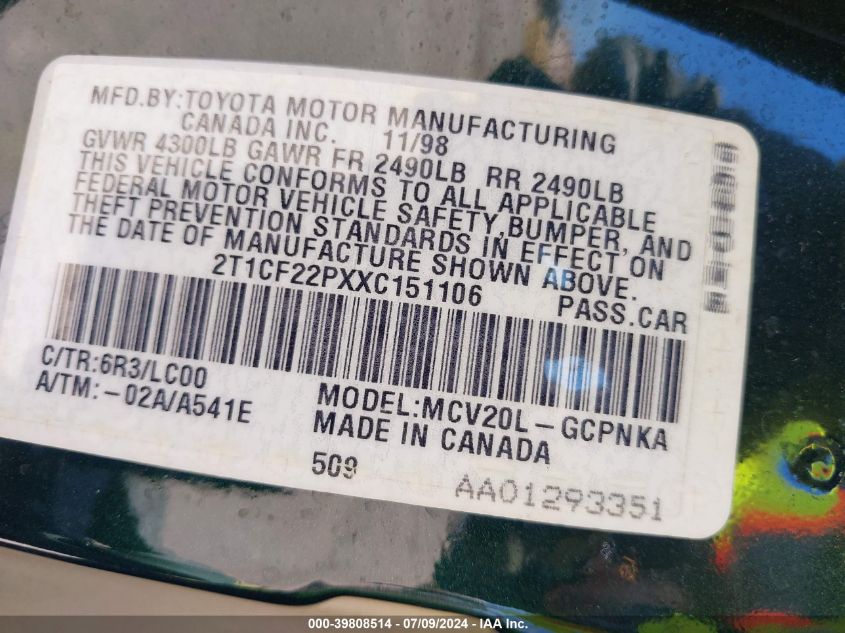 MFD.BY:TOYOTA MOTOR MANUFACTURING
CANADA INC. 11/98
GVWR 4300LB GAWR FR 2490LB RR 2490LB
THIS VEHICLE CONFORMS TO ALL APPLICABLE
FEDERAL MOTOR VEHICLE SAFETY,BUMPER, AND
THEFT PREVENTION STANDARDS IN EFFECT ON
THE DATE OF MANUFACTURE SHOWN ABOVE.
2T1CF22PXXC151106 PASS.CAR
C/TR:6R3/LC00
A/TM:-02A/A541E
MODEL:MCV20L-GCPNKA
MADE IN CANADA
509
AA01293351
000-39808514 - 07/09/2024 - IAA Inc.